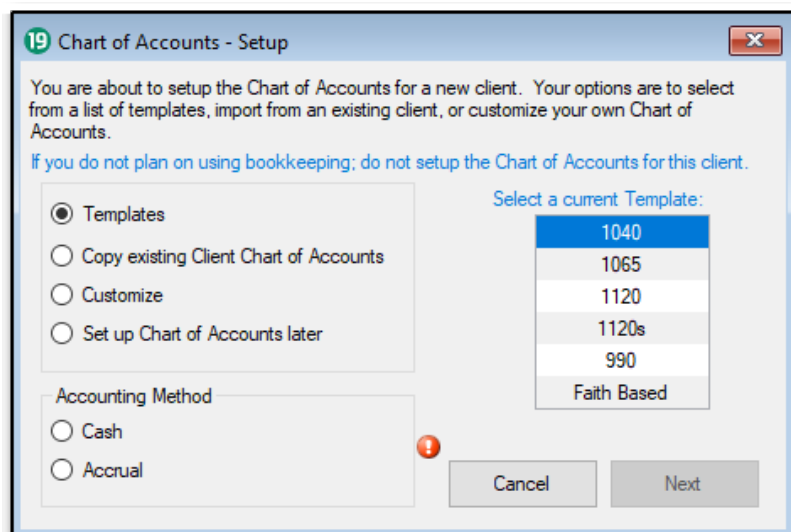 19 Chart of Accounts - Setup
You are about to setup the Chart of Accounts for a new client. Your options are to select
from a list of templates, import from an existing client, or customize your own Chart of
Accounts.
If you do not plan on using bookkeeping; do not setup the Chart of Accounts for this client.
Templates
Copy existing Client Chart of Accounts
Customize
Set up Chart of Accounts later
Select a current Template:
1040
1065
1120
1120s
990
Faith Based
Accounting Method
Cash
Accrual
Cancel
Next